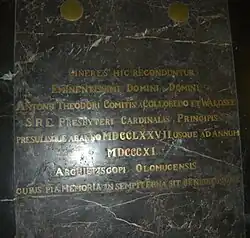 CINERES HIC RECONDUNTUR
EMINENTISSIMI DOMINI DOMINI
ANTONII THEODORI COMITIS A COLLOREDO ET WALDSEE
S.R.E. PRESBYTERI CARDINALIS PRINCIPIS
PRESULISQUE AB ANNO MDCCLXXVII USQUE AD ANNUM
MDCCCXI
ARCHIEPISCOPI OLOMUCENSIS
CUIUS PIA MEMORIA IN SEMPITERNA SIT BENEDICTIONE